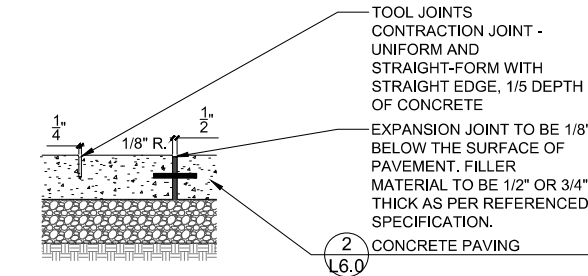 TOOL JOINTS
CONTRACTION JOINT -
UNIFORM AND
STRAIGHT-FORM WITH
STRAIGHT EDGE, 1/5 DEPTH
OF CONCRETE
1/4"
1/8" R.
1/2"
EXPANSION JOINT TO BE 1/8"
BELOW THE SURFACE OF
PAVEMENT. FILLER
MATERIAL TO BE 1/2" OR 3/4"
THICK AS PER REFERENCED
SPECIFICATION.
2
L6.0
CONCRETE PAVING